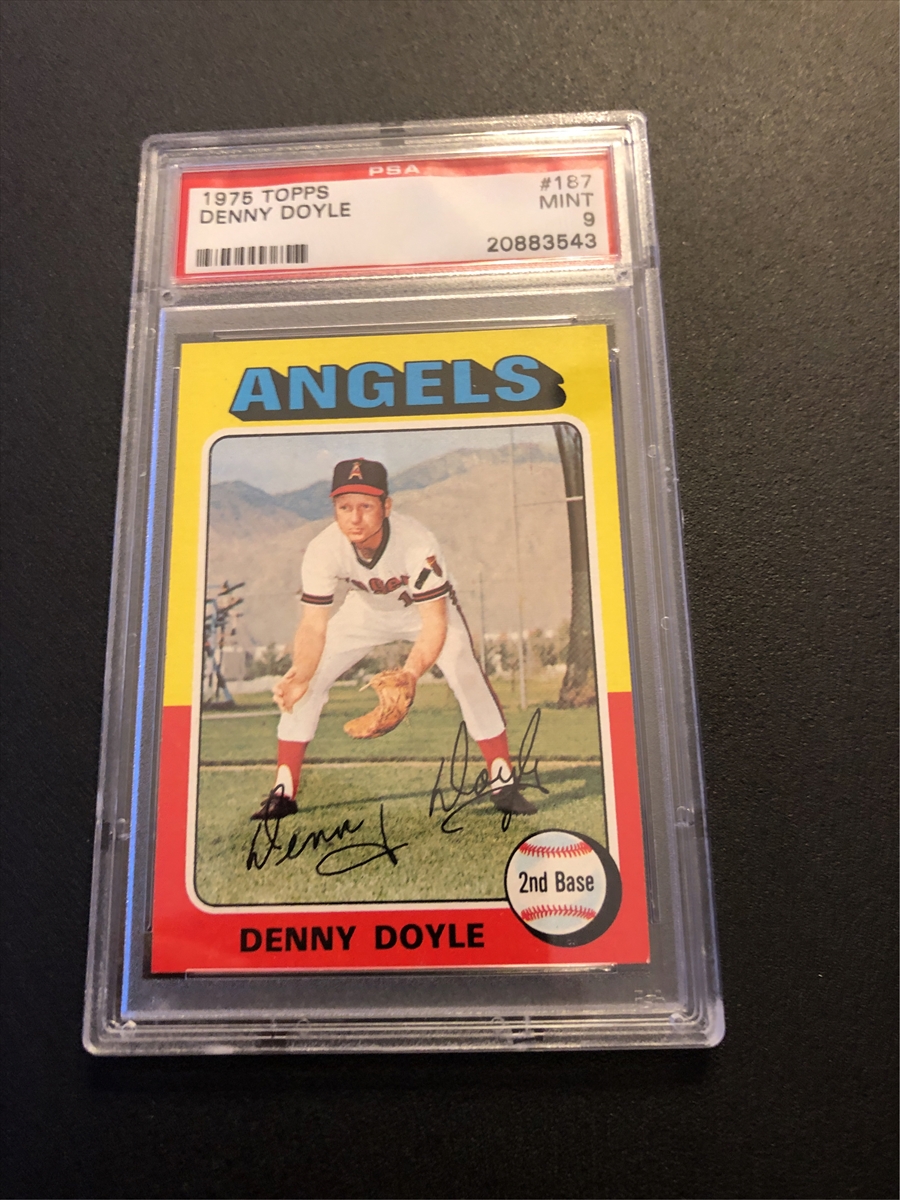 PSA
1975 TOPPS #187
DENNY DOYLE MINT
9
20883543
ANGELS
A
Denny Doyle
2nd Base
DENNY DOYLE